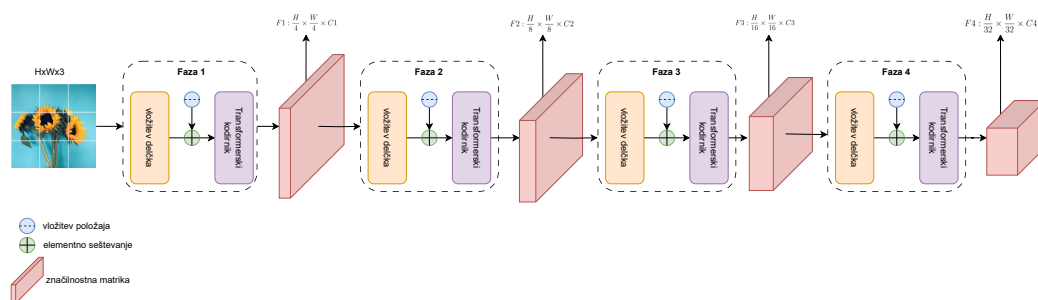 HxWx3
Faza 1
vložitev delčka
Transformerski
kodirnik
F1 : H/4 × W/4 × C1
Faza 2
vložitev delčka
Transformerski
kodirnik
F2 : H/8 × W/8 × C2
Faza 3
vložitev delčka
Transformerski
kodirnik
F3 : H/16 × W/16 × C3
Faza 4
vložitev delčka
Transformerski
kodirnik
F4 : H/32 × W/32 × C4
vložitev položaja
elementno seštevanje
značilnostna matrika